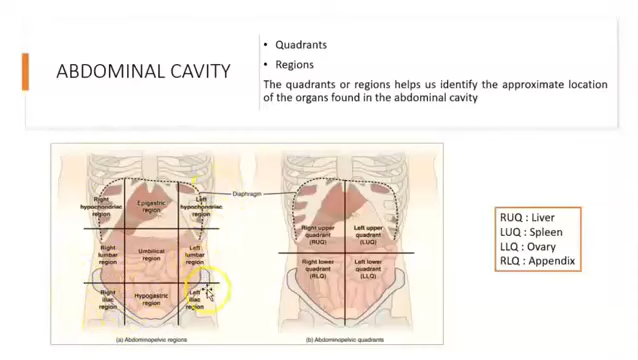 ABDOMINAL CAVITY
• Quadrants
• Regions
The quadrants or regions helps us identify the approximate location
of the organs found in the abdominal cavity
Right
hypochondriac
region
Epigastric
region
Left
hypochondriac
region
Right
lumbar
region
Umbilical
region
Left
lumbar
region
Right
iliac
region
Hypogastric
region
Left
iliac
region
(a) Abdominopelvic regions
Diaphragm
Right upper
quadrant
(RUQ)
Left upper
quadrant
(LUQ)
Right lower
quadrant
(RLQ)
Left lower
quadrant
(LLQ)
(b) Abdominopelvic quadrants
RUQ : Liver
LUQ : Spleen
LLQ : Ovary
RLQ : Appendix